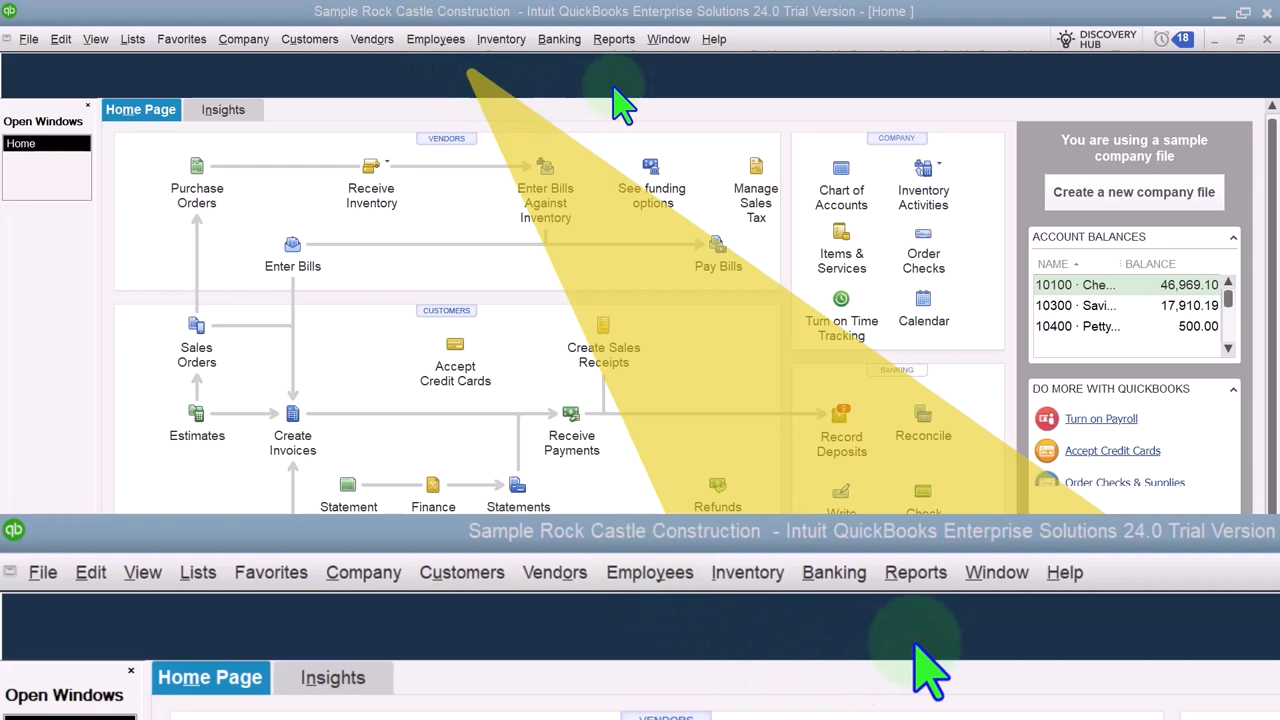 qb
Sample Rock Castle Construction - Intuit QuickBooks Enterprise Solutions 24.0 Trial Version - [Home ]
File Edit View Lists Favorites Company Customers Vendors Employees Inventory Banking Reports Window Help
DISCOVERY
HUB
18
Open Windows
Home
Home Page Insights
VENDORS
Purchase
Orders
Receive
Inventory
Enter Bills
Against
Inventory
See funding
options
Manage
Sales
Tax
Enter Bills
Pay Bills
CUSTOMERS
Sales
Orders
Accept
Credit Cards
Create Sales
Receipts
Estimates
Create
Invoices
Receive
Payments
Statement
Finance
Statements
Refunds
COMPANY
Chart of
Accounts
Inventory
Activities
Items &
Services
Order
Checks
Turn on Time
Tracking
Calendar
BANKING
9
Record
Deposits
Reconcile
Write
Check
You are using a sample
company file
Create a new company file
ACCOUNT BALANCES
NAME BALANCE
10100 · Che... 46,969.10
10300 · Savi... 17,910.19
10400 · Petty... 500.00
DO MORE WITH QUICKBOOKS
Turn on Payroll
Accept Credit Cards
Order Checks & Supplies
qb
Sample Rock Castle Construction - Intuit QuickBooks Enterprise Solutions 24.0 Trial Version
File Edit View Lists Favorites Company Customers Vendors Employees Inventory Banking Reports Window Help
Open Windows
Home Page Insights
VENDORS